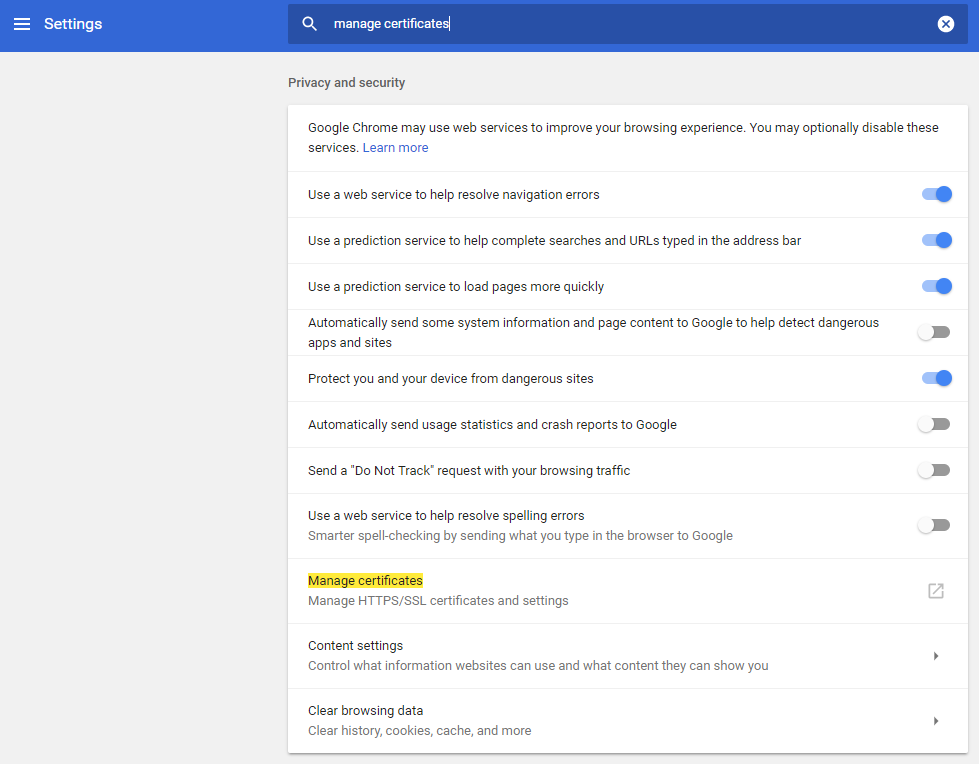 Settings
manage certificates
Privacy and security
Google Chrome may use web services to improve your browsing experience. You may optionally disable these
services. Learn more
Use a web service to help resolve navigation errors
Use a prediction service to help complete searches and URLs typed in the address bar
Use a prediction service to load pages more quickly
Automatically send some system information and page content to Google to help detect dangerous
apps and sites
Protect you and your device from dangerous sites
Automatically send usage statistics and crash reports to Google
Send a "Do Not Track" request with your browsing traffic
Use a web service to help resolve spelling errors
Smarter spell-checking by sending what you type in the browser to Google
Manage certificates
Manage HTTPS/SSL certificates and settings
Content settings
Control what information websites can use and what content they can show you
Clear browsing data
Clear history, cookies, cache, and more